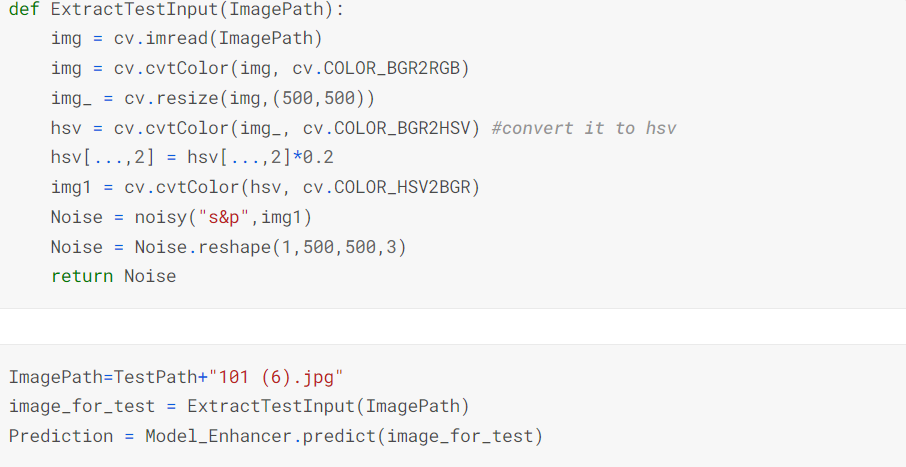 def ExtractTestInput(ImagePath):
    img = cv.imread(ImagePath)
    img = cv.cvtColor(img, cv.COLOR_BGR2RGB)
    img_ = cv.resize(img,(500,500))
    hsv = cv.cvtColor(img_, cv.COLOR_BGR2HSV) #convert it to hsv
    hsv[...,2] = hsv[...,2]*0.2
    img1 = cv.cvtColor(hsv, cv.COLOR_HSV2BGR)
    Noise = noisy("s&p",img1)
    Noise = Noise.reshape(1,500,500,3)
    return Noise
ImagePath=TestPath+"101 (6).jpg"
image_for_test = ExtractTestInput(ImagePath)
Prediction = Model_Enhancer.predict(image_for_test)